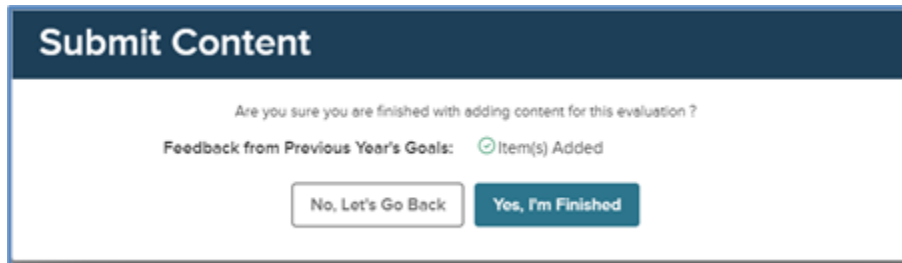 Submit Content
Are you sure you are finished with adding content for this evaluation ?
Feedback from Previous Year's Goals: Item(s) Added
No, Let's Go Back Yes, I'm Finished